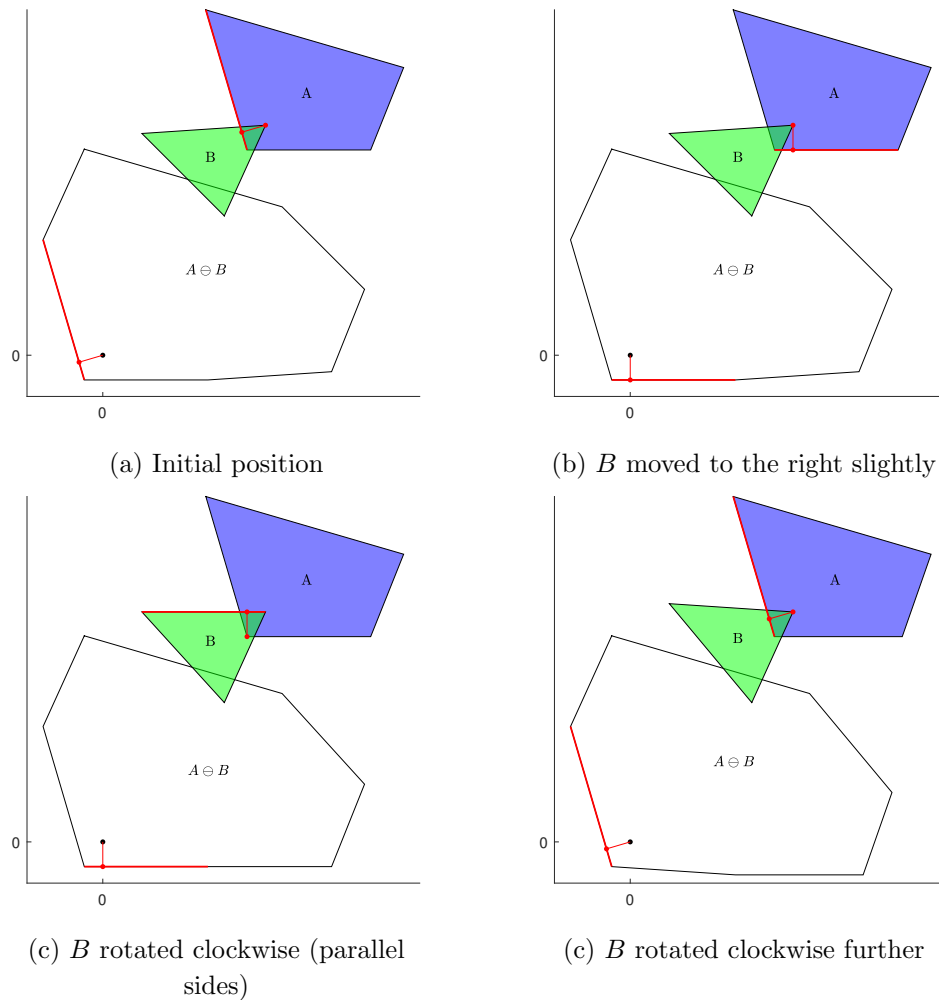 A
B
A ⊖ B
0
0
(a) Initial position
A
B
A ⊖ B
0
0
(b) B moved to the right slightly
A
B
A ⊖ B
0
0
(c) B rotated clockwise (parallel
sides)
A
B
A ⊖ B
0
0
(c) B rotated clockwise further